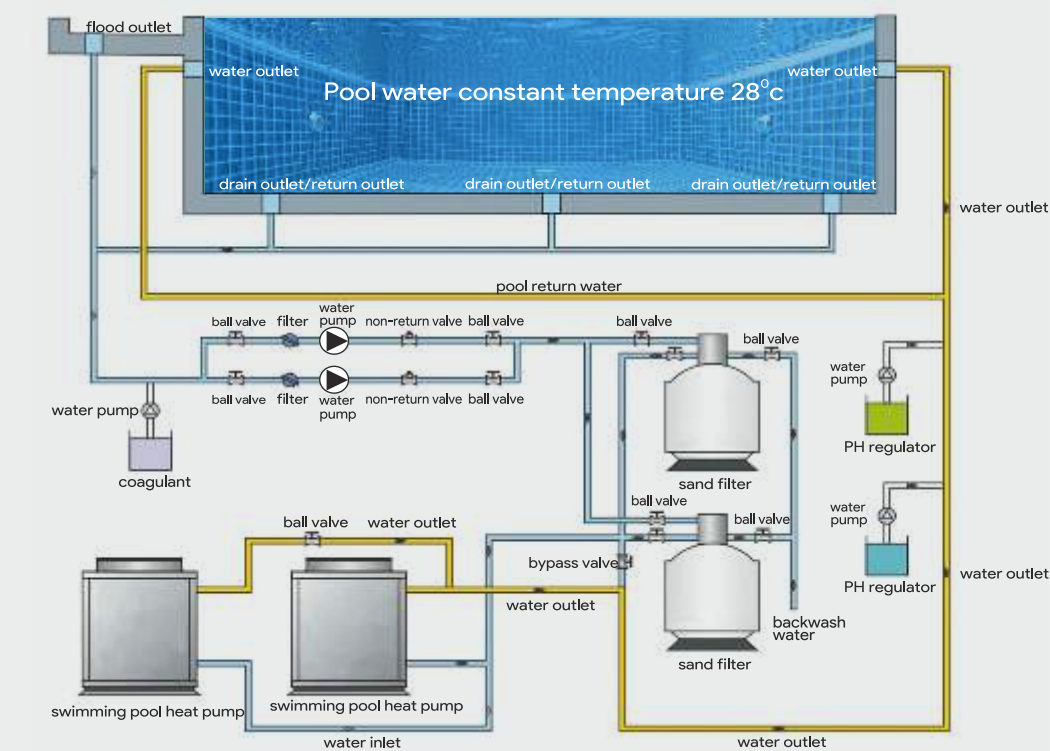 flood outlet
water outlet
water outlet
Pool water constant temperature 28°c
drain outlet/return outlet
drain outlet/return outlet
drain outlet/return outlet
water outlet
pool return water
ball valve
filter
water
pump
non-return valve
ball valve
ball valve
ball valve
ball valve
filter
water
pump
non-return valve
ball valve
water pump
coagulant
water
pump
PH regulator
sand filter
ball valve
ball valve
ball valve
water outlet
water
pump
bypass valve
PH regulator
water outlet
water outlet
backwash
water
sand filter
swimming pool heat pump
swimming pool heat pump
water inlet
water outlet